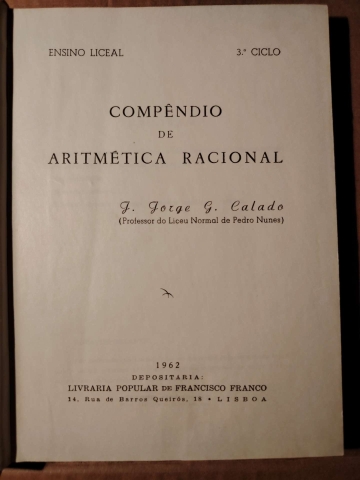 ENSINO LICEAL 3.º CICLO
COMPÊNDIO
DE
ARITMÉTICA RACIONAL
J. Jorge G. Calado
(Professor do Liceu Normal de Pedro Nunes)
1962
DEPOSITARIA:
LIVRARIA POPULAR DE FRANCISCO FRANCO
14, Rua de Barros Queirós, 18 • LISBOA